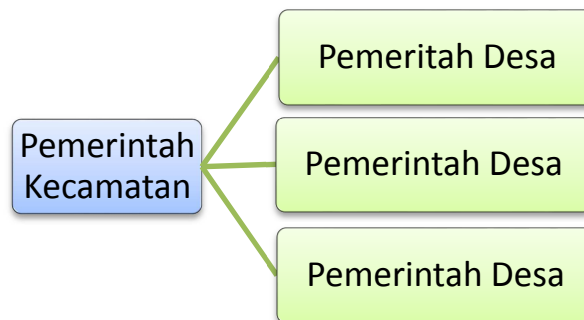 Pemeritah Desa
Pemerintah
Kecamatan
Pemerintah Desa
Pemerintah Desa